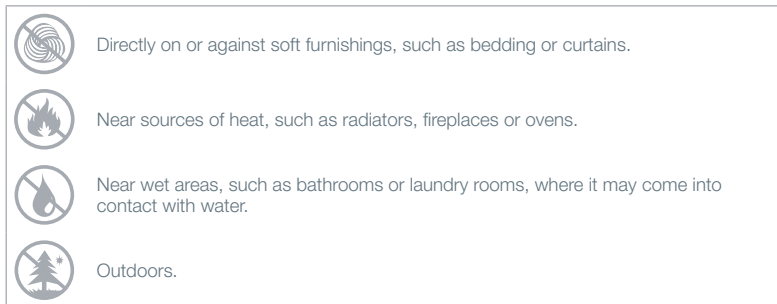 Directly on or against soft furnishings, such as bedding or curtains.
Near sources of heat, such as radiators, fireplaces or ovens.
Near wet areas, such as bathrooms or laundry rooms, where it may come into
contact with water.
Outdoors.